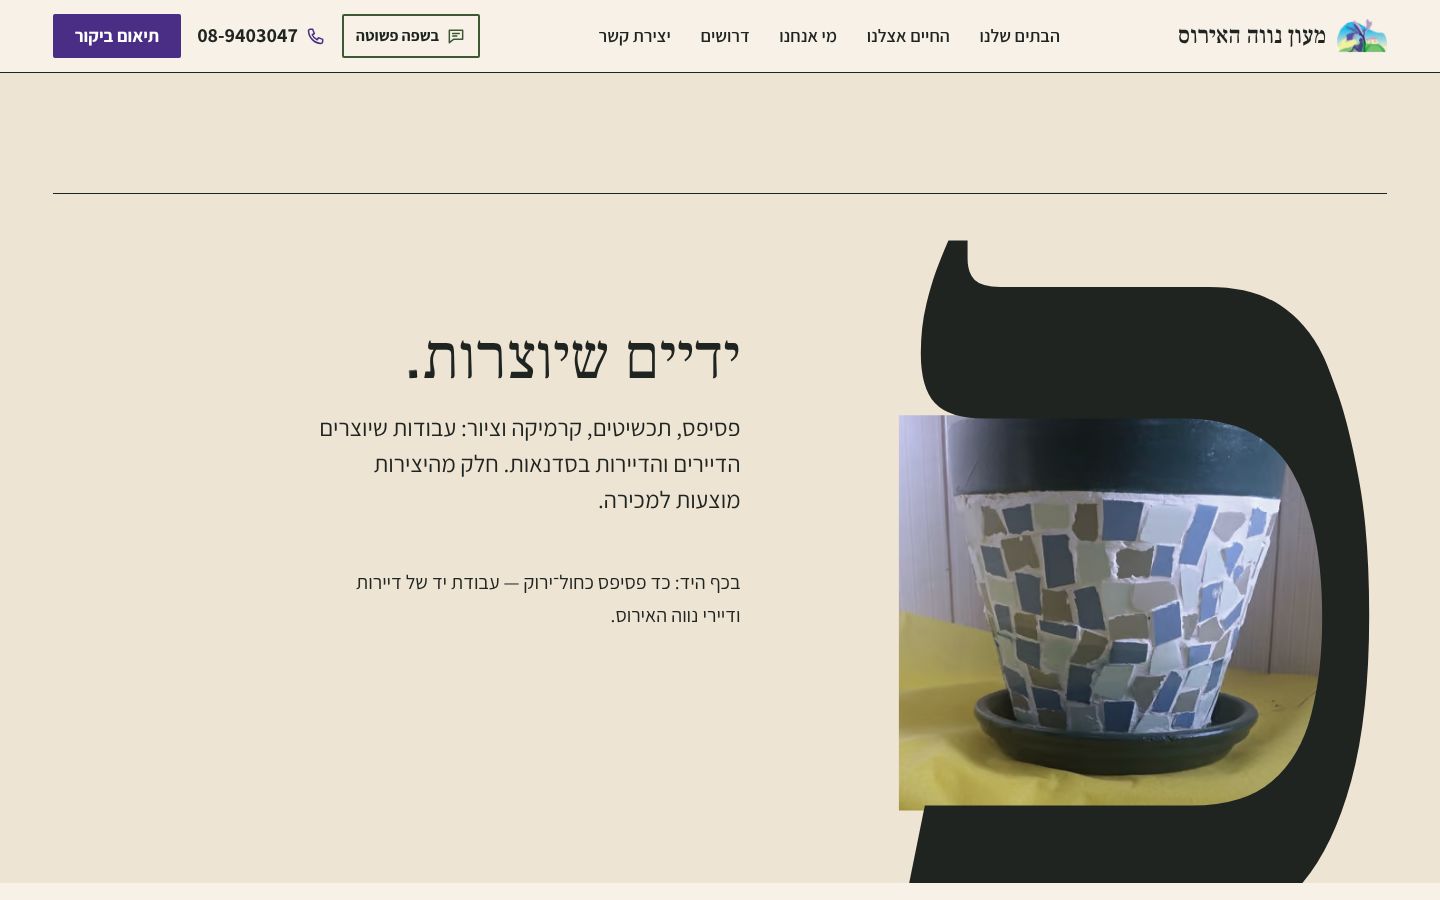 מעון נווה האירוס
הבתים שלנו
החיים אצלנו
מי אנחנו
דרושים
יצירת קשר
בשפה פשוטה
08-9403047
תיאום ביקור
כ
ידיים שיוצרות.
פסיפס, תכשיטים, קרמיקה וציור: עבודות שיוצרים
הדיירים והדיירות בסדנאות. חלק מהיצירות
מוצעות למכירה.
בכף היד: כד פסיפס כחול־ירוק — עבודת יד של דיירות
ודיירי נווה האירוס.